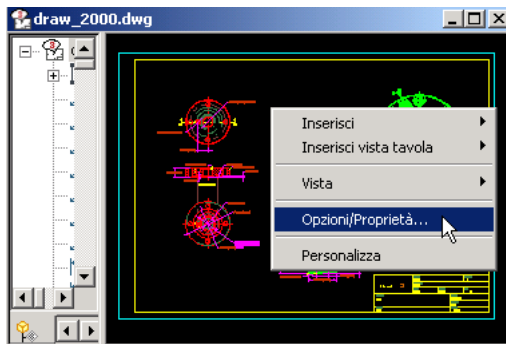 draw_2000.dwg
Inserisci
Inserisci vista tavola
Vista
Opzioni/Proprietà...
Personalizza